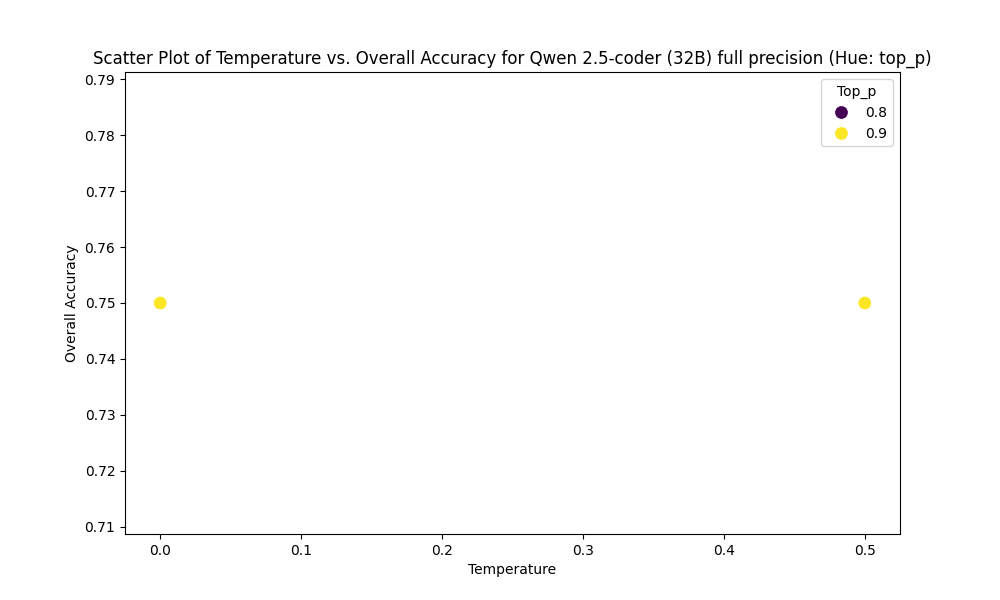 Scatter Plot of Temperature vs. Overall Accuracy for Qwen 2.5-coder (32B) full precision (Hue: top_p)
Top_p
0.8
0.9
Overall Accuracy
0.79
0.78
0.77
0.76
0.75
0.74
0.73
0.72
0.71
0.0 0.1 0.2 0.3 0.4 0.5
Temperature